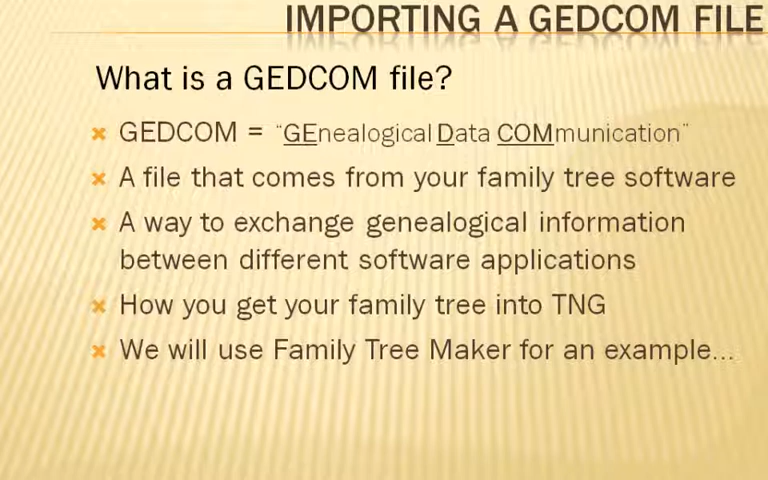 IMPORTING A GEDCOM FILE
What is a GEDCOM file?
GEDCOM = “GEnealogical Data COMmunication”
A file that comes from your family tree software
A way to exchange genealogical information
between different software applications
How you get your family tree into TNG
We will use Family Tree Maker for an example…